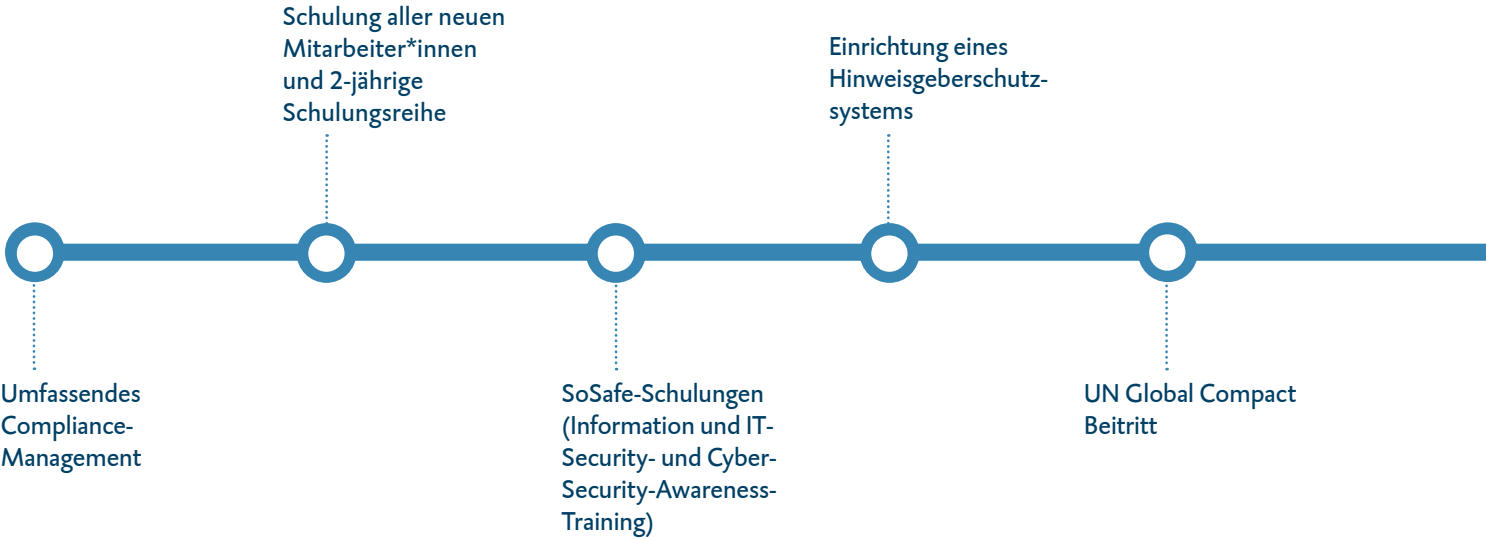 Schulung aller neuen
Mitarbeiter*innen
und 2-jährige
Schulungsreihe
Einrichtung eines
Hinweisgeberschutz-
systems
Umfassendes
Compliance-
Management
SoSafe-Schulungen
(Information und IT-
Security- und Cyber-
Security-Awareness-
Training)
UN Global Compact
Beitritt